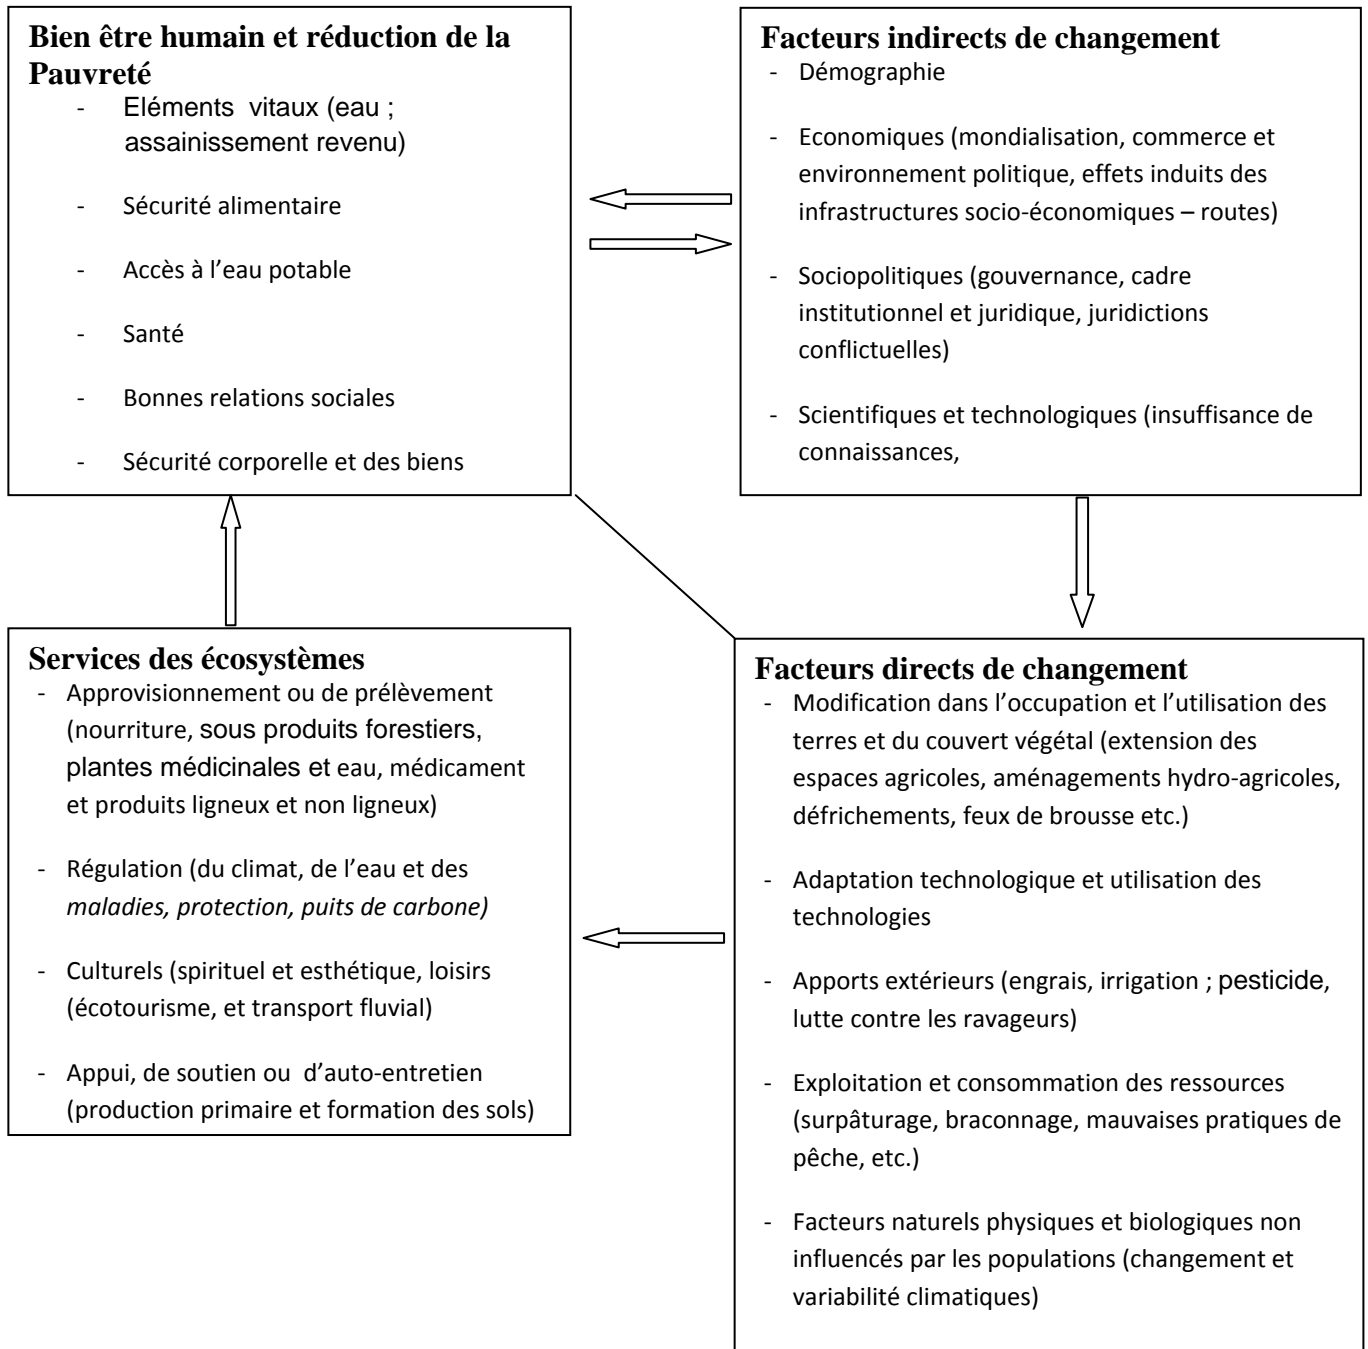 Bien être humain et réduction de la
Pauvreté
- Eléments vitaux (eau ;
assainissement revenu)
- Sécurité alimentaire
- Accès à l’eau potable
- Santé
- Bonnes relations sociales
- Sécurité corporelle et des biens
Facteurs indirects de changement
- Démographie
- Economiques (mondialisation, commerce et
environnement politique, effets induits des
infrastructures socio-économiques – routes)
- Sociopolitiques (gouvernance, cadre
institutionnel et juridique, juridictions
conflictuelles)
- Scientifiques et technologiques (insuffisance de
connaissances,
Services des écosystèmes
- Approvisionnement ou de prélèvement
(nourriture, sous produits forestiers,
plantes médicinales et eau, médicament
et produits ligneux et non ligneux)
- Régulation (du climat, de l’eau et des
maladies, protection, puits de carbone)
- Culturels (spirituel et esthétique, loisirs
(écotourisme, et transport fluvial)
- Appui, de soutien ou d’auto-entretien
(production primaire et formation des sols)
Facteurs directs de changement
- Modification dans l’occupation et l’utilisation des
terres et du couvert végétal (extension des
espaces agricoles, aménagements hydro-agricoles,
défrichements, feux de brousse etc.)
- Adaptation technologique et utilisation des
technologies
- Apports extérieurs (engrais, irrigation ; pesticide,
lutte contre les ravageurs)
- Exploitation et consommation des ressources
(surpâturage, braconnage, mauvaises pratiques de
pêche, etc.)
- Facteurs naturels physiques et biologiques non
influencés par les populations (changement et
variabilité climatiques)